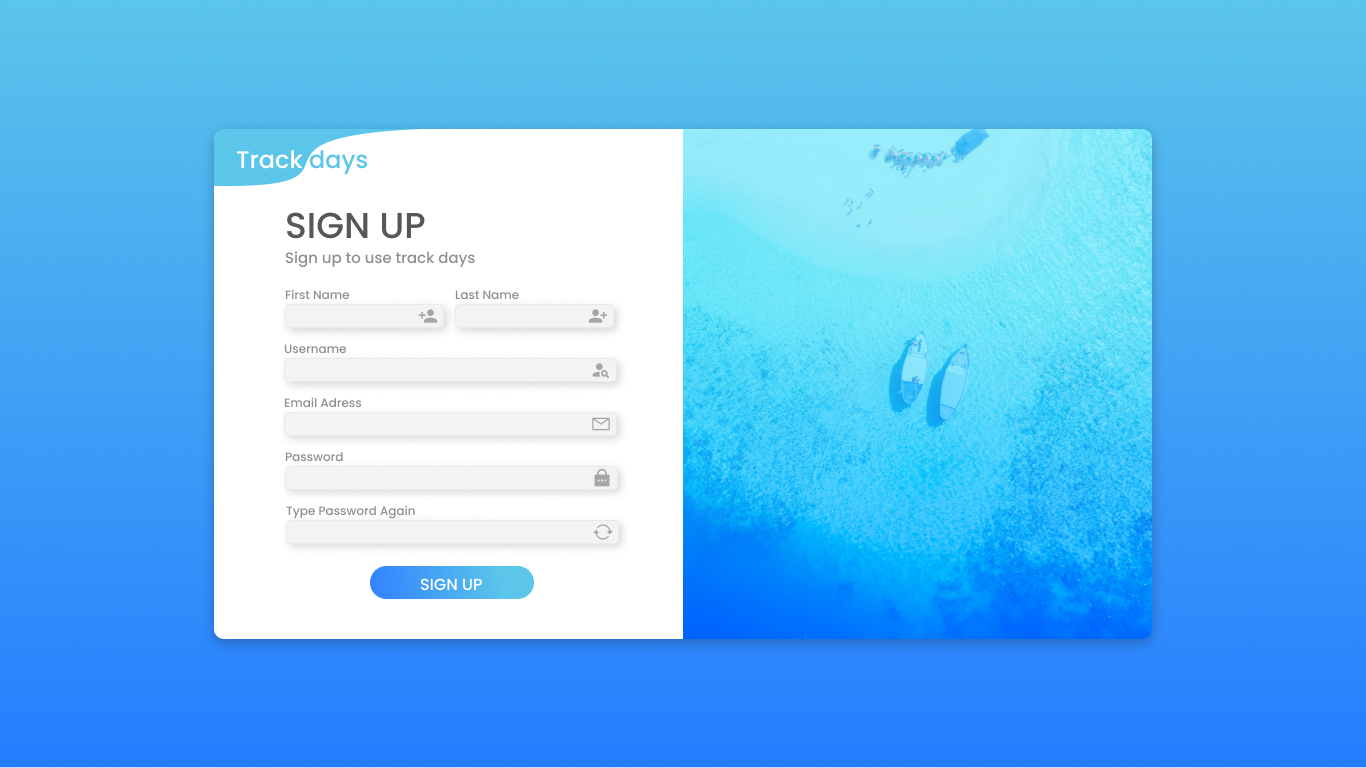 Track days
SIGN UP
Sign up to use track days
First Name Last Name
Username
Email Adress
Password
Type Password Again
SIGN UP